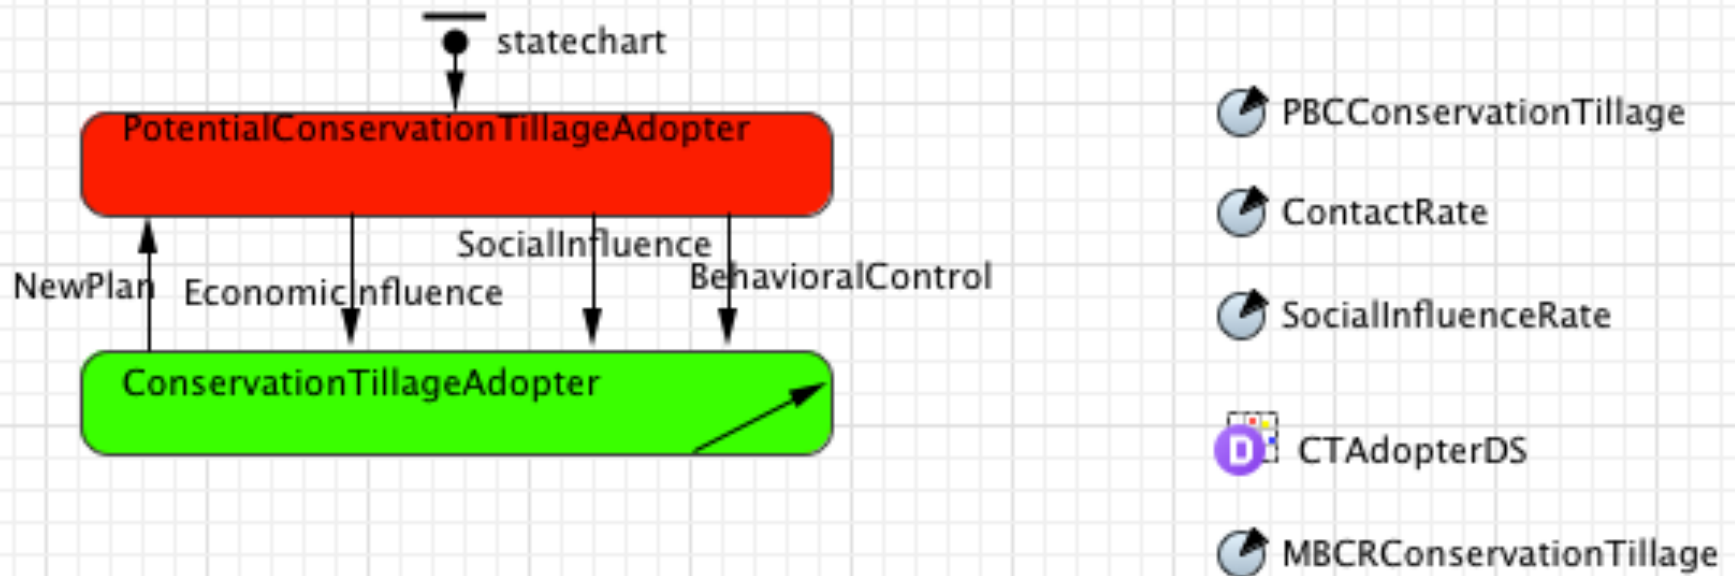 statechart
PotentialConservationTillageAdopter
SocialInfluence
BehavioralControl
NewPlan
EconomicInfluence
ConservationTillageAdopter
PBCConservationTillage
ContactRate
SocialInfluenceRate
D
CTAdopterDS
MBCRConservationTillage